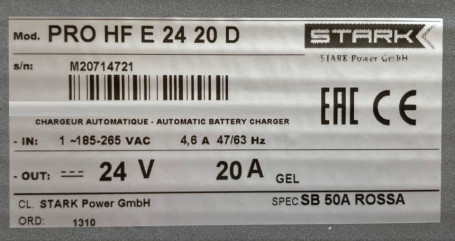 Mod. PRO HF E 24 20 D
STARK
STARK Power GmbH
s/n: M20714721
EAC CE
CHARGEUR AUTOMATIQUE - AUTOMATIC BATTERY CHARGER
- IN: 1 ~185-265 VAC 4,6 A 47/63 Hz
- OUT: 24 V 20 A GEL
CL. STARK Power GmbH SPEC SB 50A ROSSA
ORD: 1310